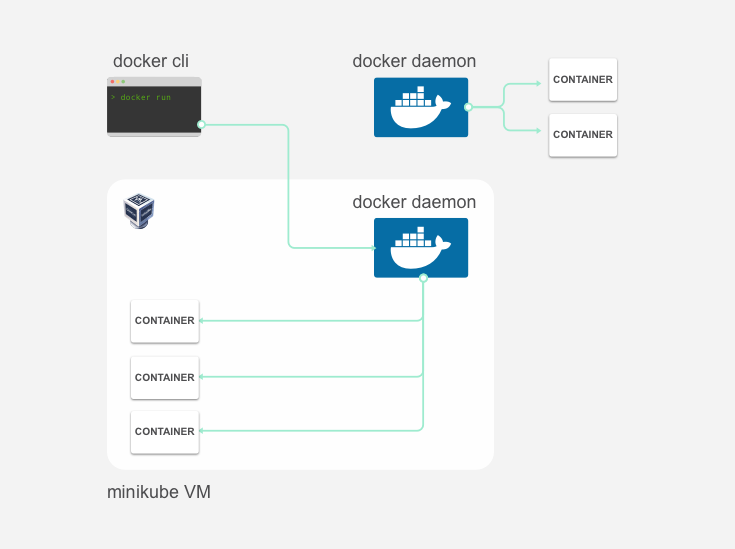 docker cli
> docker run
docker daemon
CONTAINER
CONTAINER
docker daemon
CONTAINER
CONTAINER
CONTAINER
minikube VM